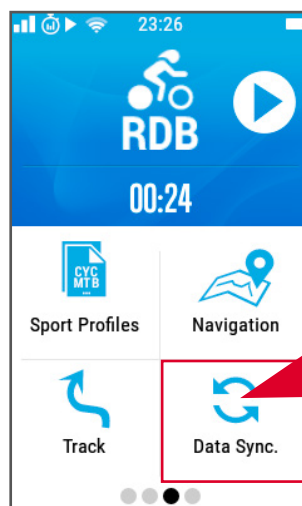 23:26
RDB
00:24
CYC
MTB
Sport Profiles
Navigation
Track
Data Sync.